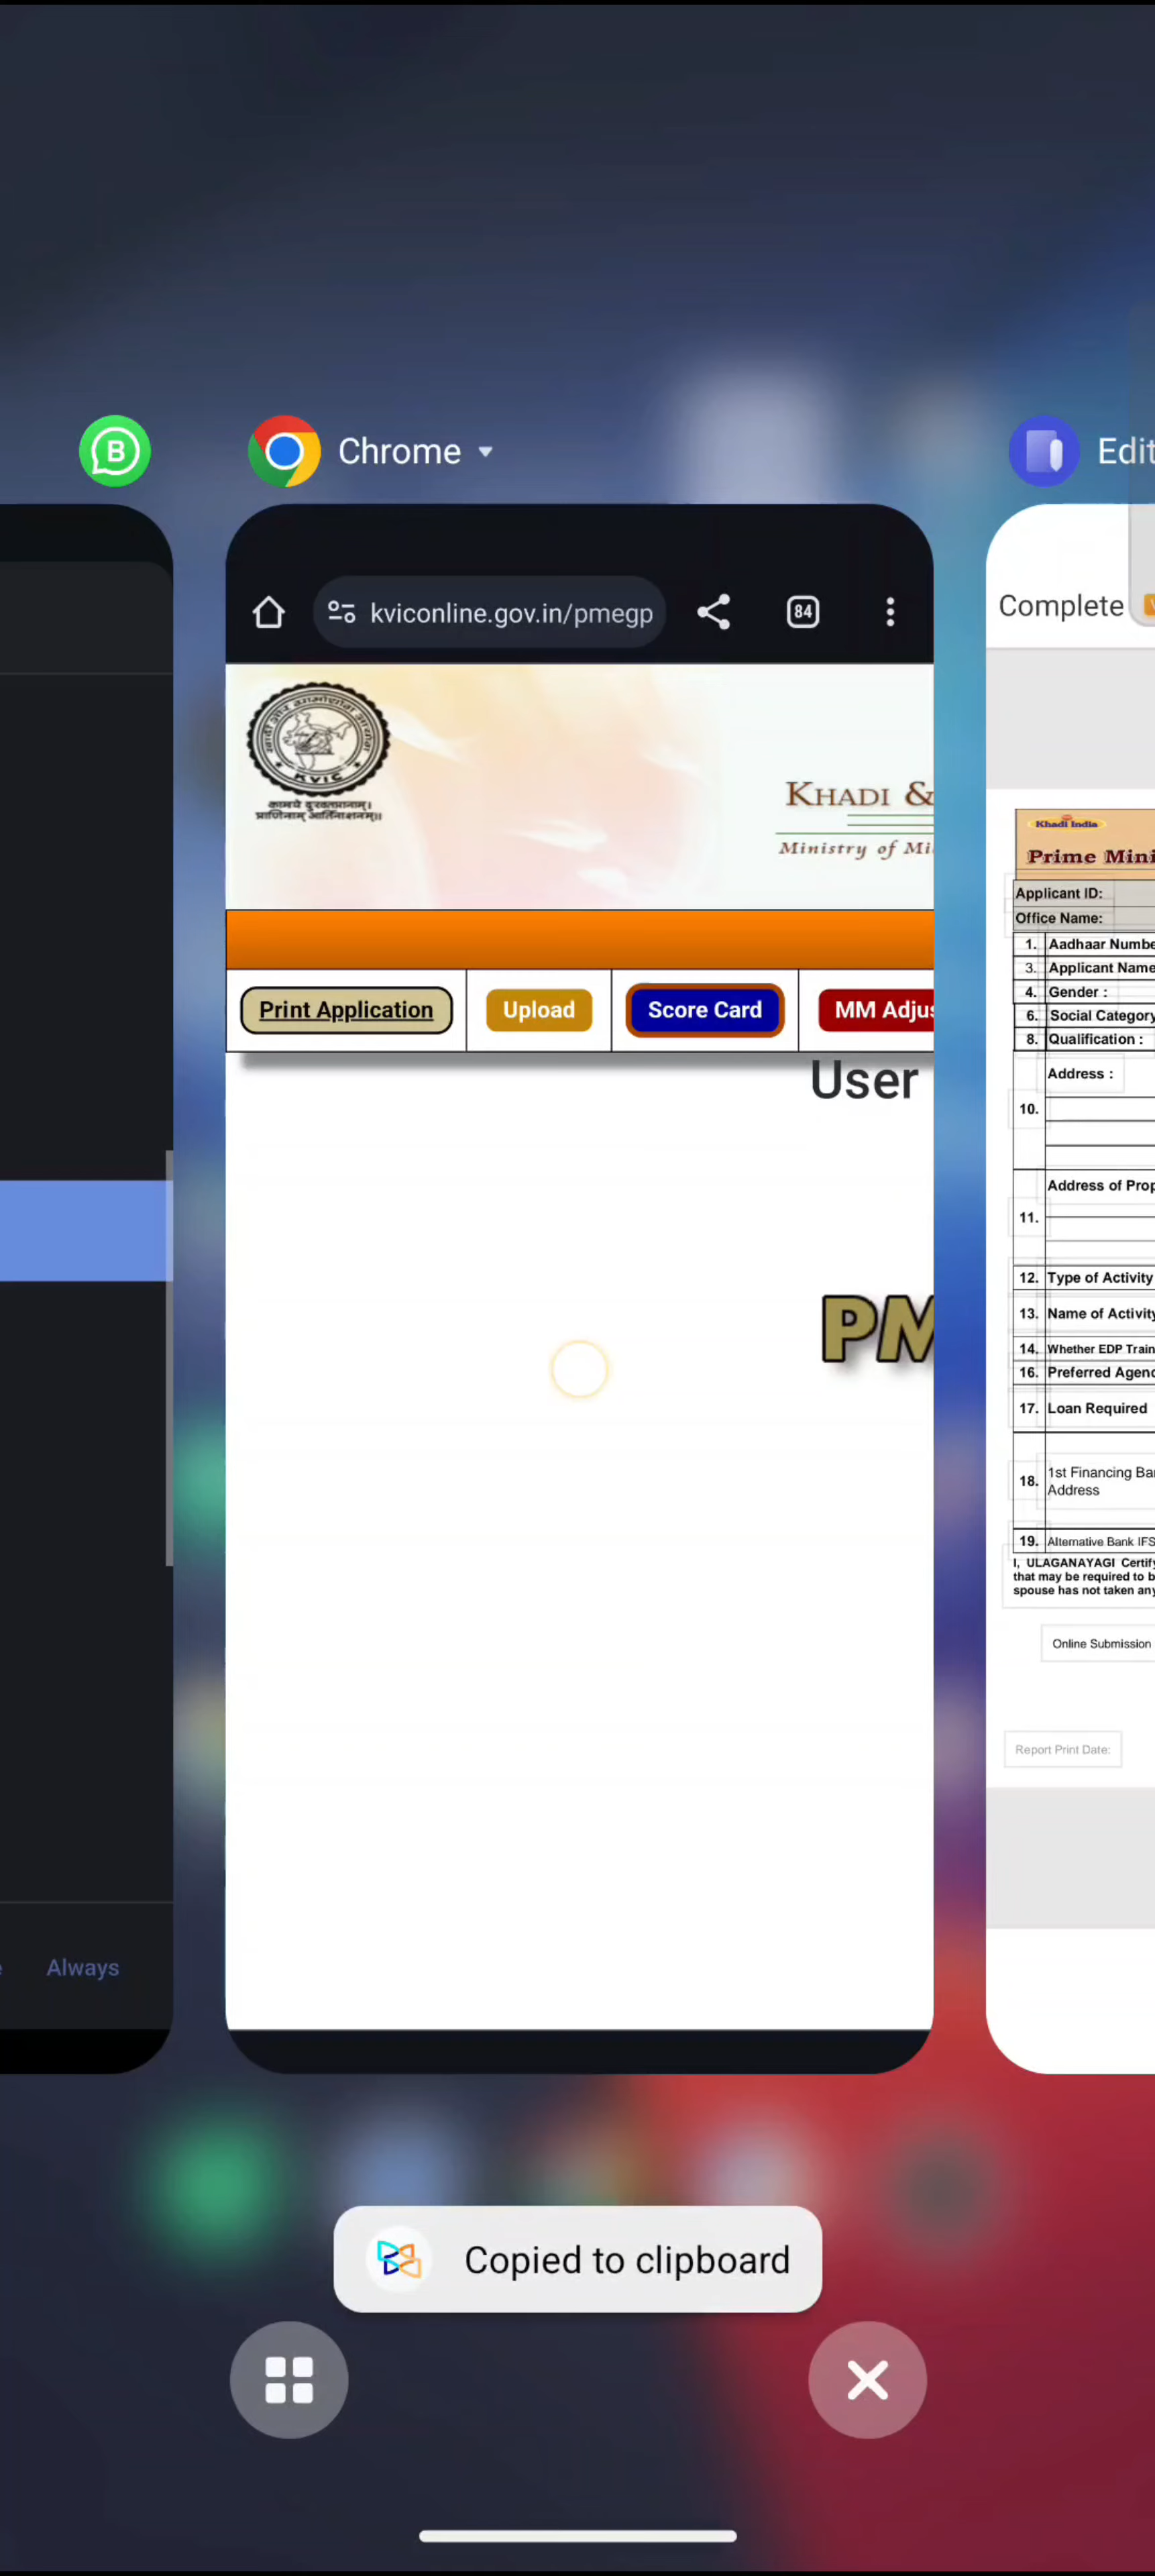 Chrome
Edit
kviconline.gov.in/pmegp
84
Complete
KVIC
KHADI &
Ministry of Mi
Print Application
Upload
Score Card
MM Adjus
User
PM
Khadi India
Prime Mini
Applicant ID:
Office Name:
1. Aadhaar Numbe
3. Applicant Name
4. Gender :
6. Social Category
8. Qualification :
Address :
10.
Address of Prop
11.
12. Type of Activity
13. Name of Activity
14. Whether EDP Train
16. Preferred Agenc
17. Loan Required
18. 1st Financing Ba
Address
19. Alternative Bank IFS
I, ULAGANAYAGI Certify
that may be required to b
spouse has not taken any
Online Submission
Report Print Date:
Always
Copied to clipboard